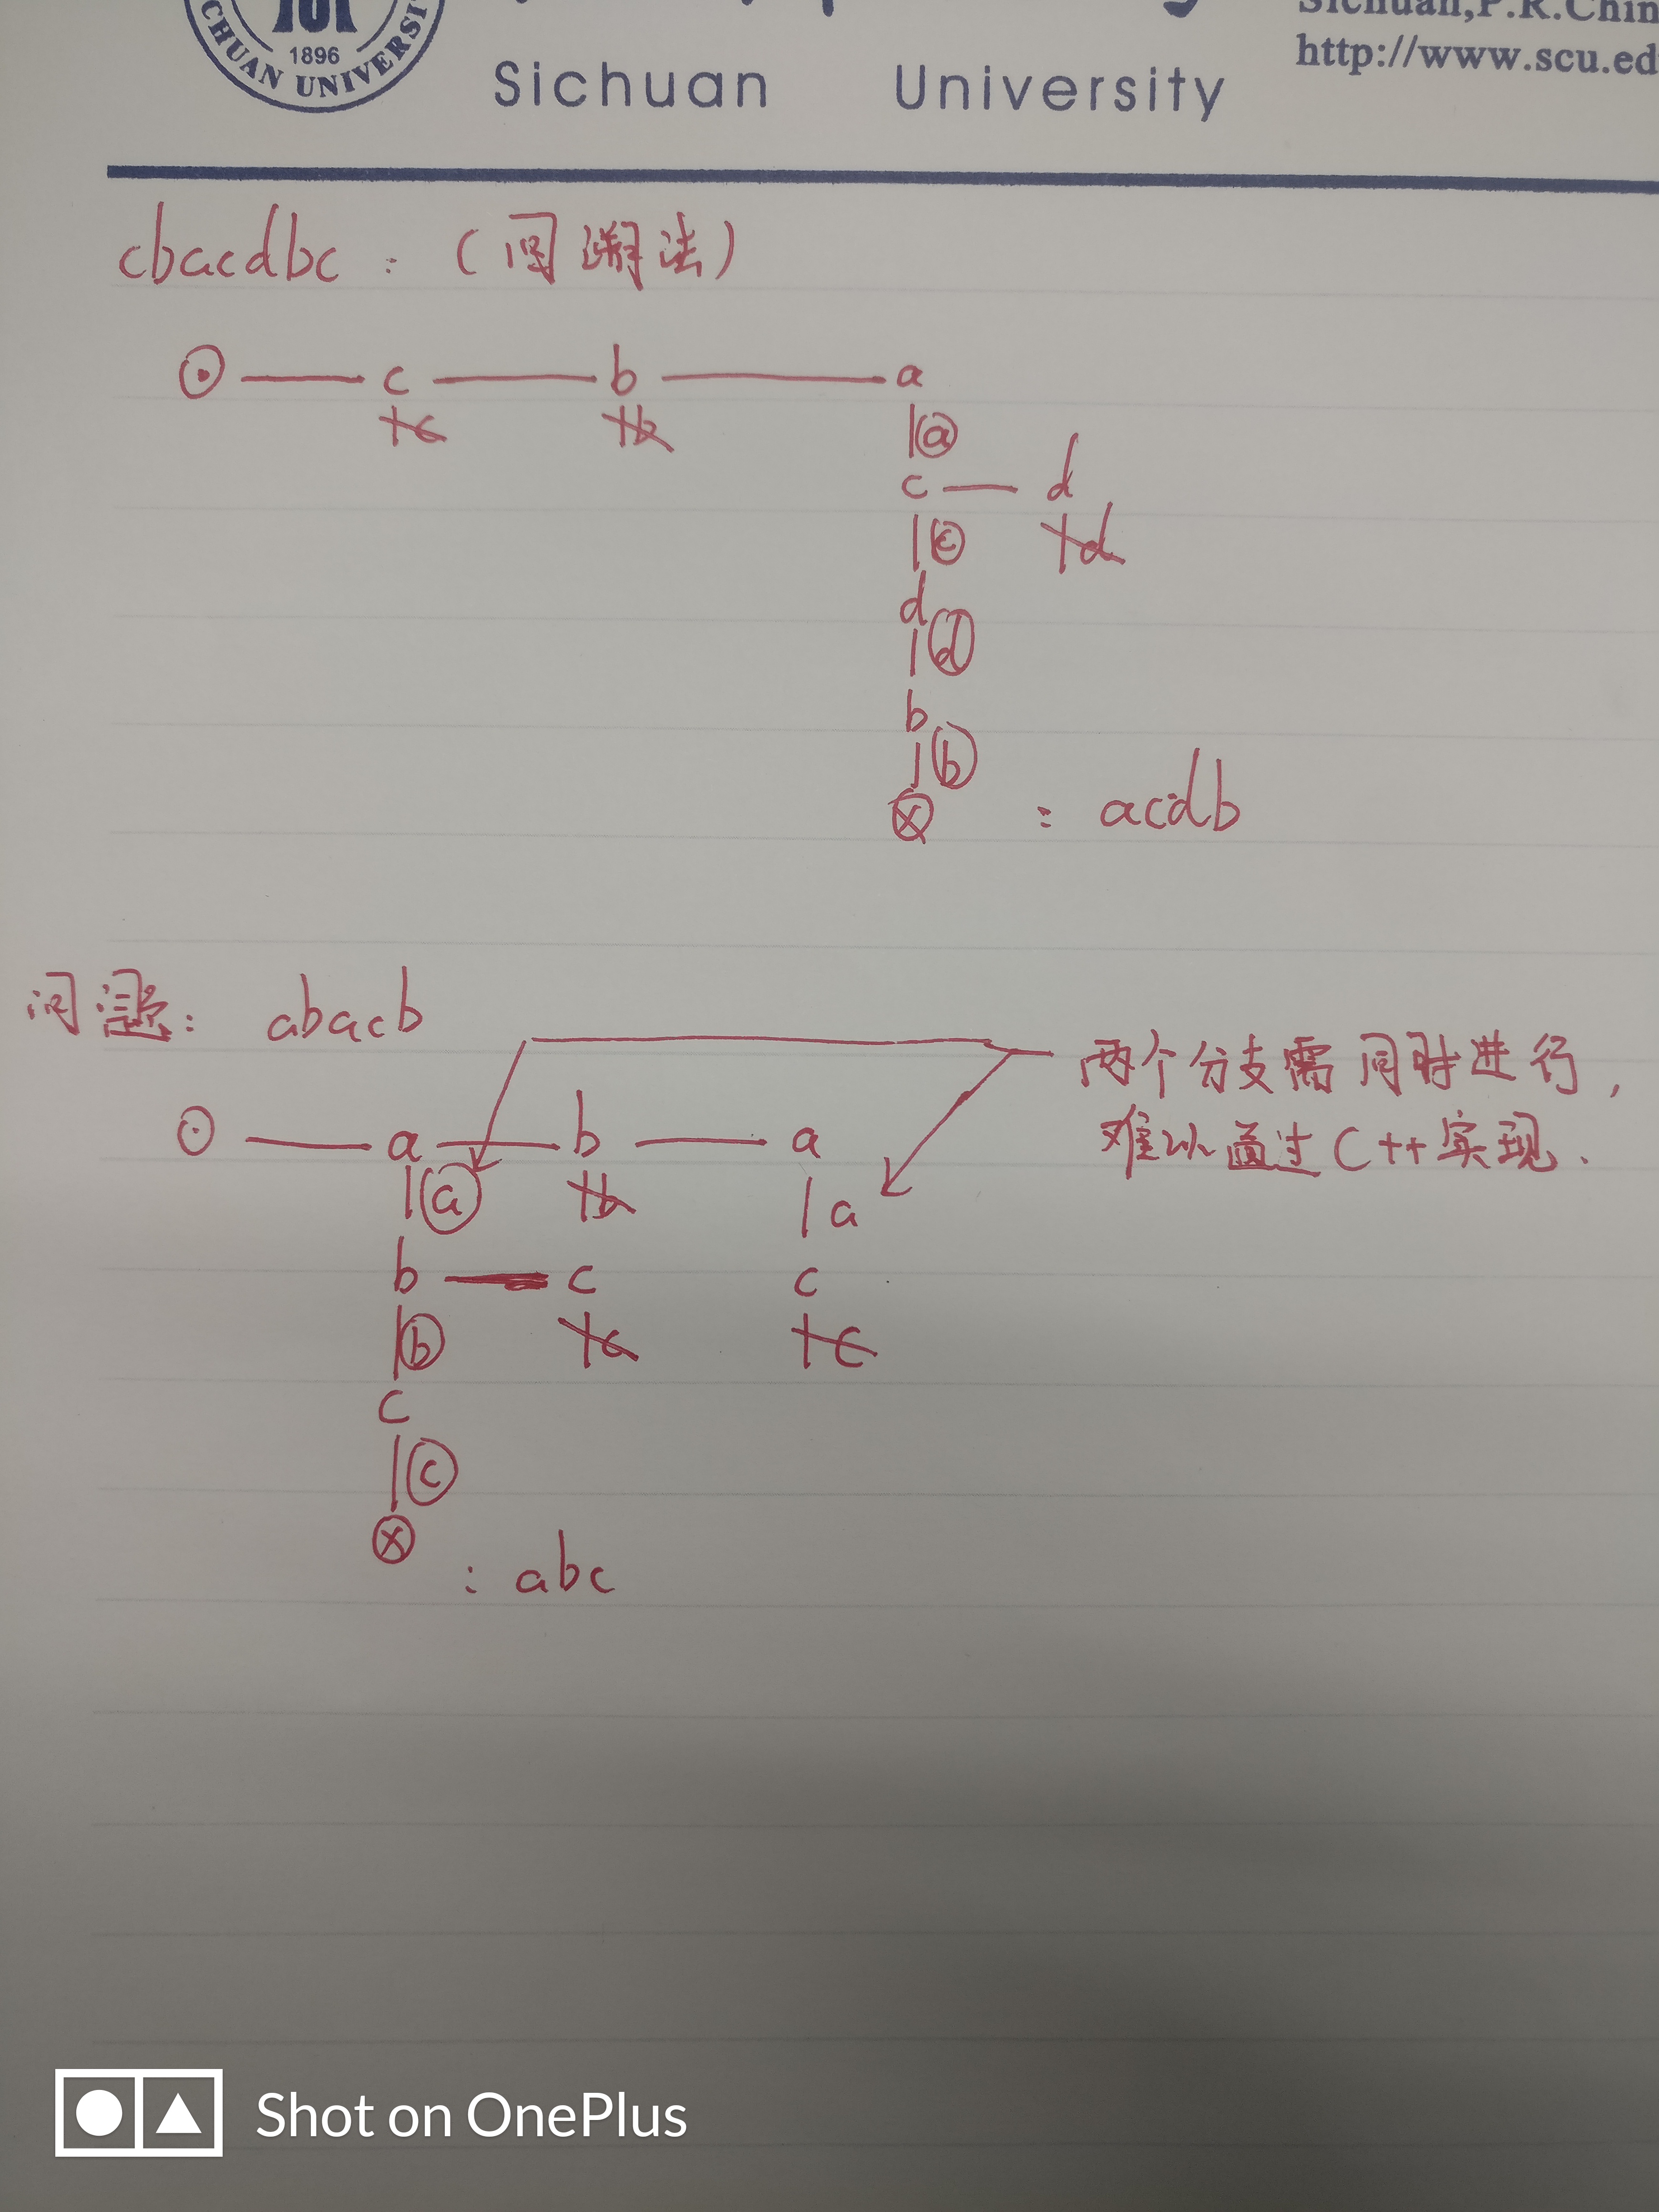 Sichuan,P.R.Chin
1896
CHUAN UNIVERSI
http://www.scu.ed
Sichuan University
cbacdbc : (回溯法)
c b a
c b a
c d
c d
d
d
b
b
: acdb
问题: abacb
两个分支需同时进行,
难以通过C++实现.
a b a
a b a
b c c
b c c
c
c
: abc
Shot on OnePlus